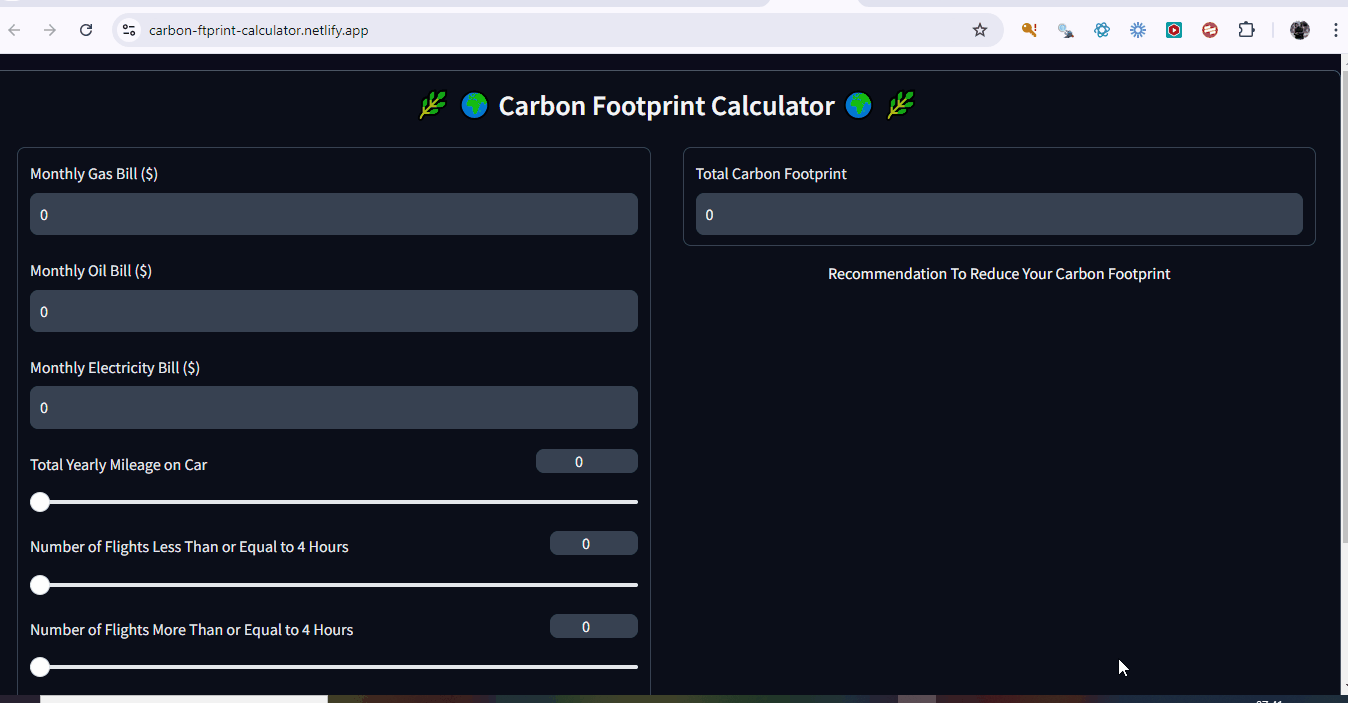 carbon-ftprint-calculator.netlify.app
Carbon Footprint Calculator
Monthly Gas Bill ($)
0
Monthly Oil Bill ($)
0
Monthly Electricity Bill ($)
0
Total Yearly Mileage on Car
0
Number of Flights Less Than or Equal to 4 Hours
0
Number of Flights More Than or Equal to 4 Hours
0
Total Carbon Footprint
0
Recommendation To Reduce Your Carbon Footprint